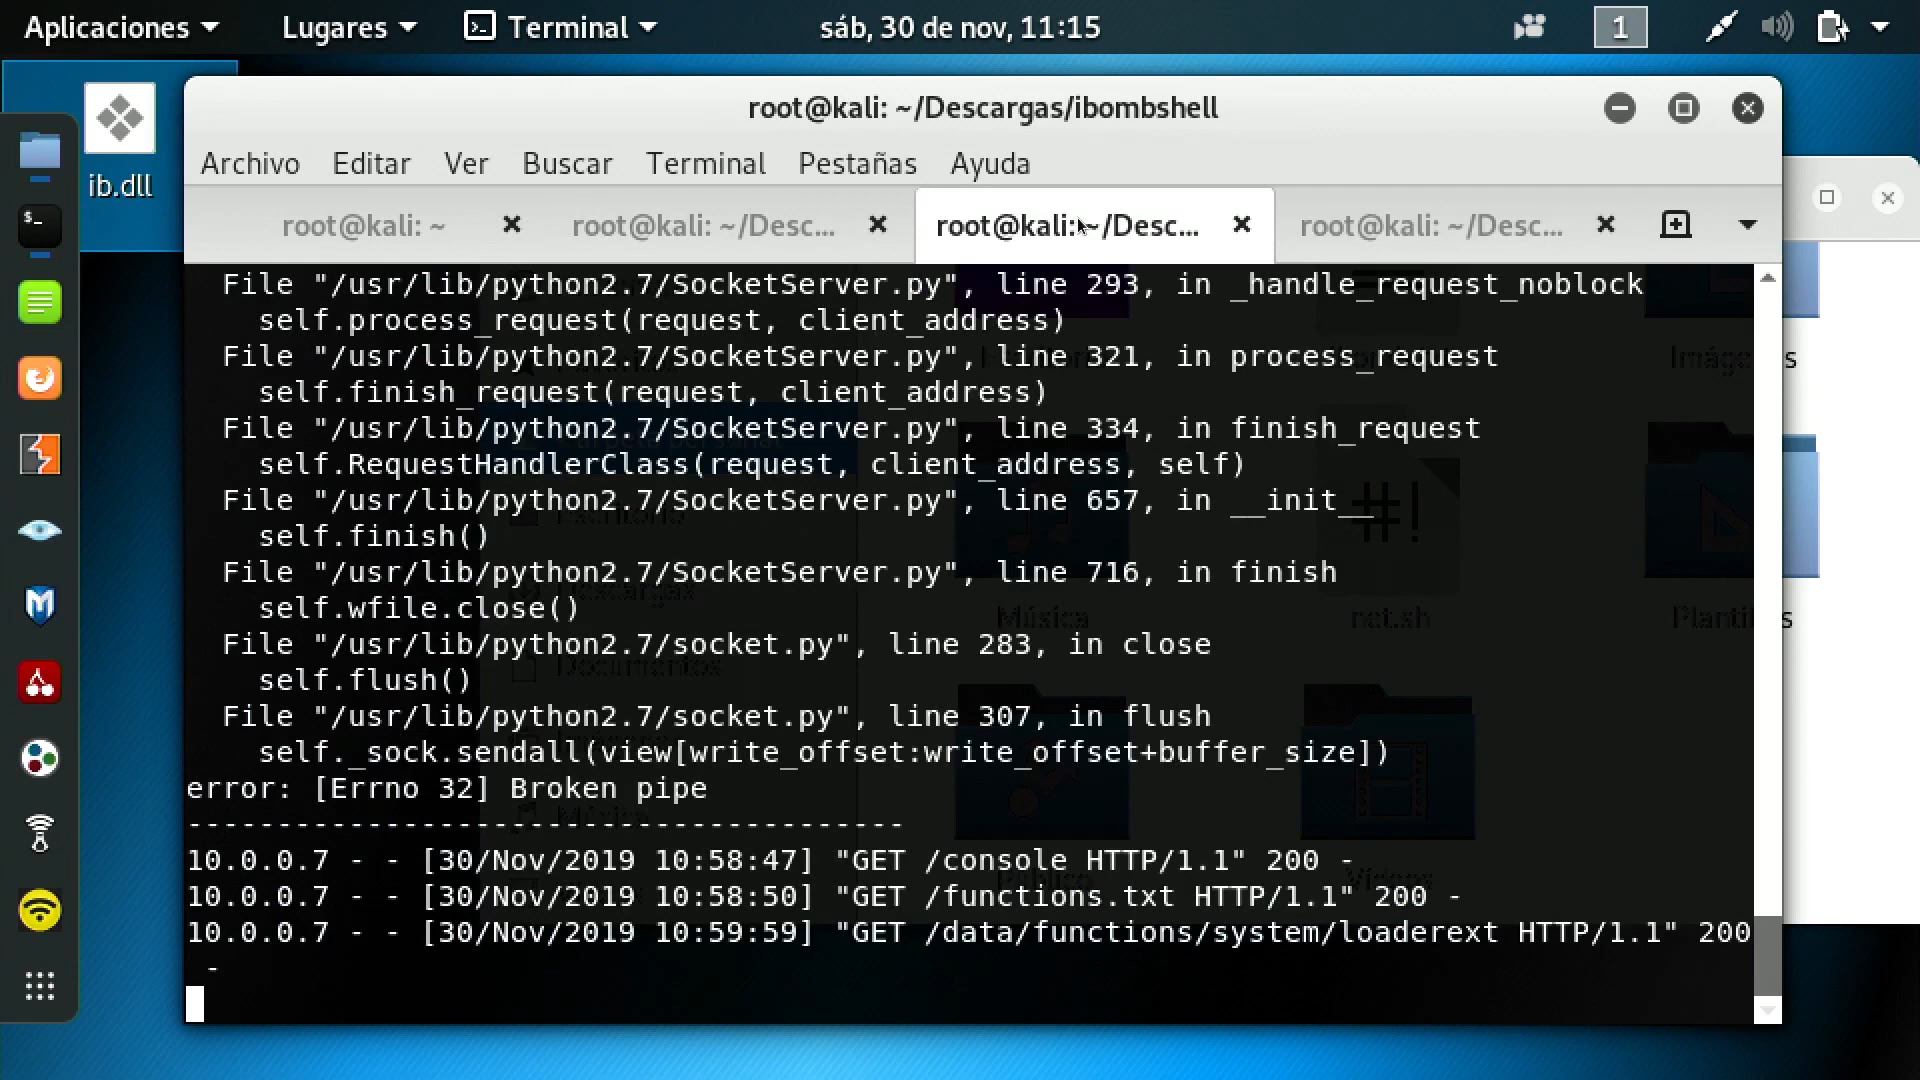 Aplicaciones Lugares Terminal sáb, 30 de nov, 11:15 1
ib.dll
root@kali: ~/Descargas/ibombshell
Archivo Editar Ver Buscar Terminal Pestañas Ayuda
root@kali: ~ root@kali: ~/Desc... root@kali: ~/Desc... root@kali: ~/Desc...
File "/usr/lib/python2.7/SocketServer.py", line 293, in _handle_request_noblock
self.process_request(request, client_address)
File "/usr/lib/python2.7/SocketServer.py", line 321, in process_request
self.finish_request(request, client_address)
File "/usr/lib/python2.7/SocketServer.py", line 334, in finish_request
self.RequestHandlerClass(request, client_address, self)
File "/usr/lib/python2.7/SocketServer.py", line 657, in __init__
self.finish()
File "/usr/lib/python2.7/SocketServer.py", line 716, in finish
self.wfile.close()
File "/usr/lib/python2.7/socket.py", line 283, in close
self.flush()
File "/usr/lib/python2.7/socket.py", line 307, in flush
self._sock.sendall(view[write_offset:write_offset+buffer_size])
error: [Errno 32] Broken pipe
----------------------------------------
10.0.0.7 - - [30/Nov/2019 10:58:47] "GET /console HTTP/1.1" 200 -
10.0.0.7 - - [30/Nov/2019 10:58:50] "GET /functions.txt HTTP/1.1" 200 -
10.0.0.7 - - [30/Nov/2019 10:59:59] "GET /data/functions/system/loaderext HTTP/1.1" 200
-
Imágenes
Música
net.sh
Plantillas
Documentos
Descargas
Escritorio
Público
Vídeos